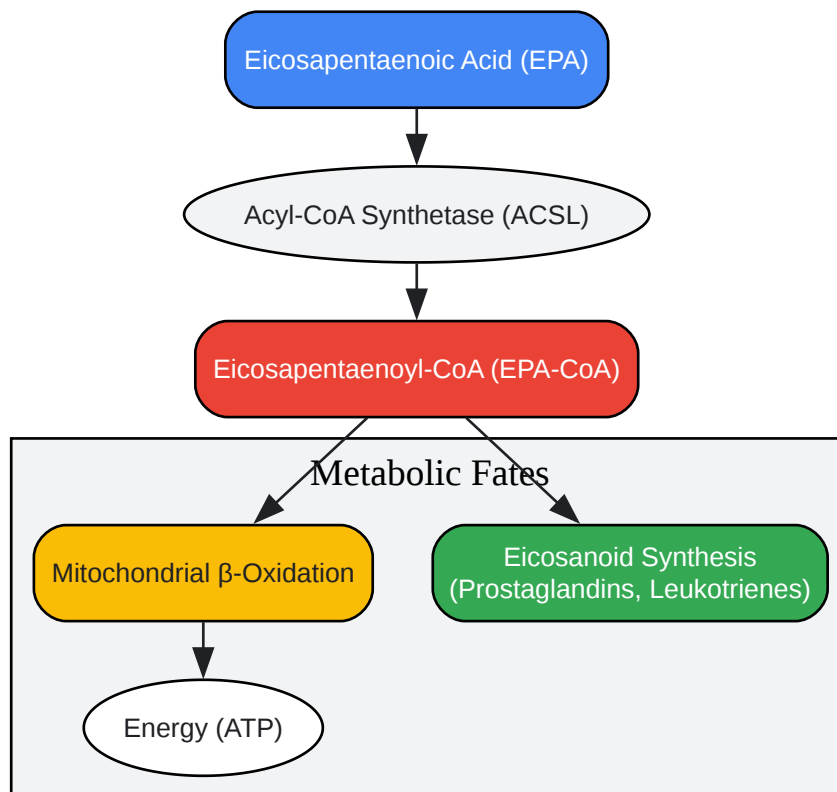 Eicosapentaenoic Acid (EPA)
Acyl-CoA Synthetase (ACSL)
Eicosapentaenoyl-CoA (EPA-CoA)
Metabolic Fates
Mitochondrial β-Oxidation
Eicosanoid Synthesis
(Prostaglandins, Leukotrienes)
Energy (ATP)